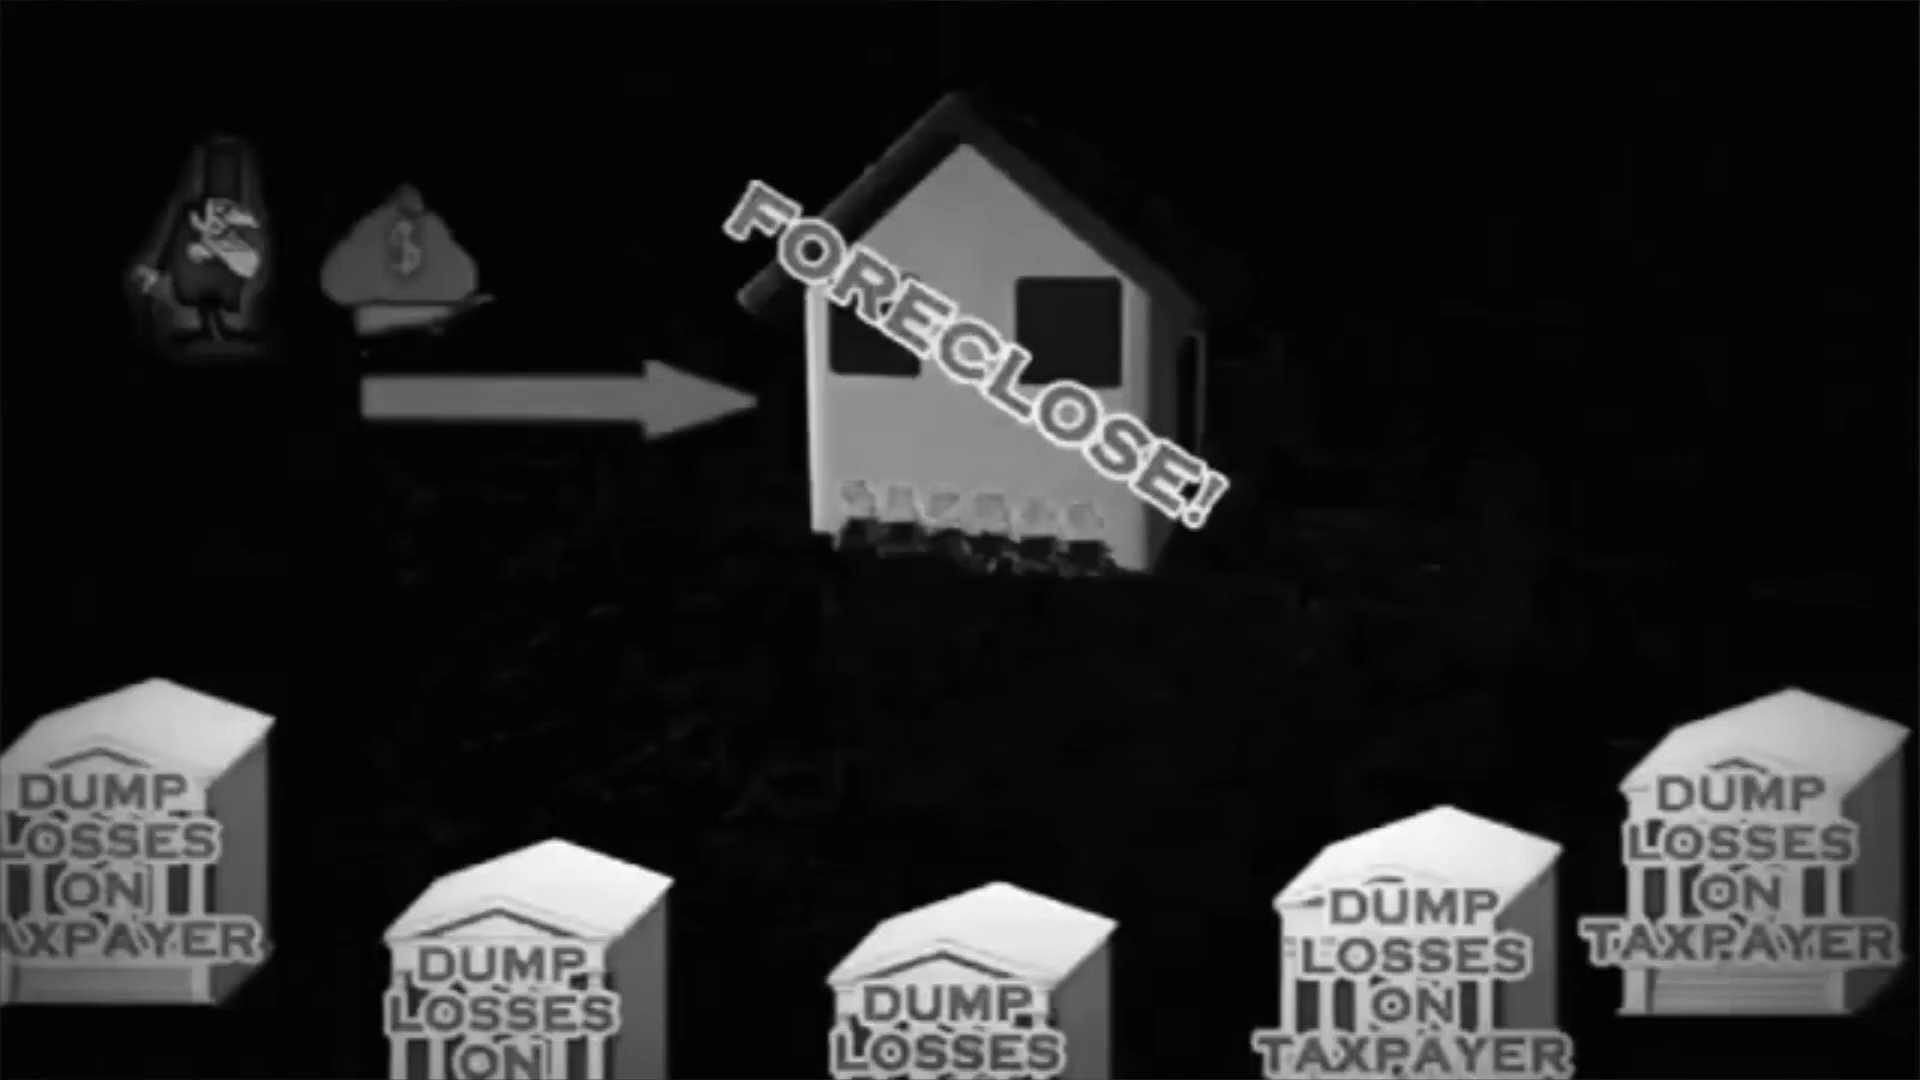 $
FORECLOSE!
DUMP
LOSSES
ON
AXPAYER
DUMP
LOSSES
ON
DUMP
LOSSES
DUMP
LOSSES
ON
TAXPAYER
DUMP
LOSSES
ON
TAXPAYER